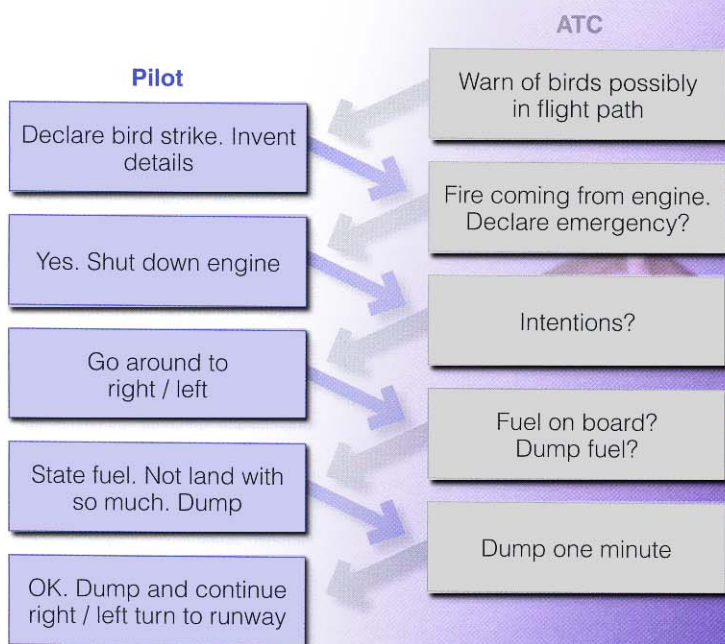 ATC
Pilot
Warn of birds possibly
in flight path
Declare bird strike. Invent
details
Fire coming from engine.
Declare emergency?
Yes. Shut down engine
Intentions?
Go around to
right / left
Fuel on board?
Dump fuel?
State fuel. Not land with
so much. Dump
Dump one minute
OK. Dump and continue
right / left turn to runway